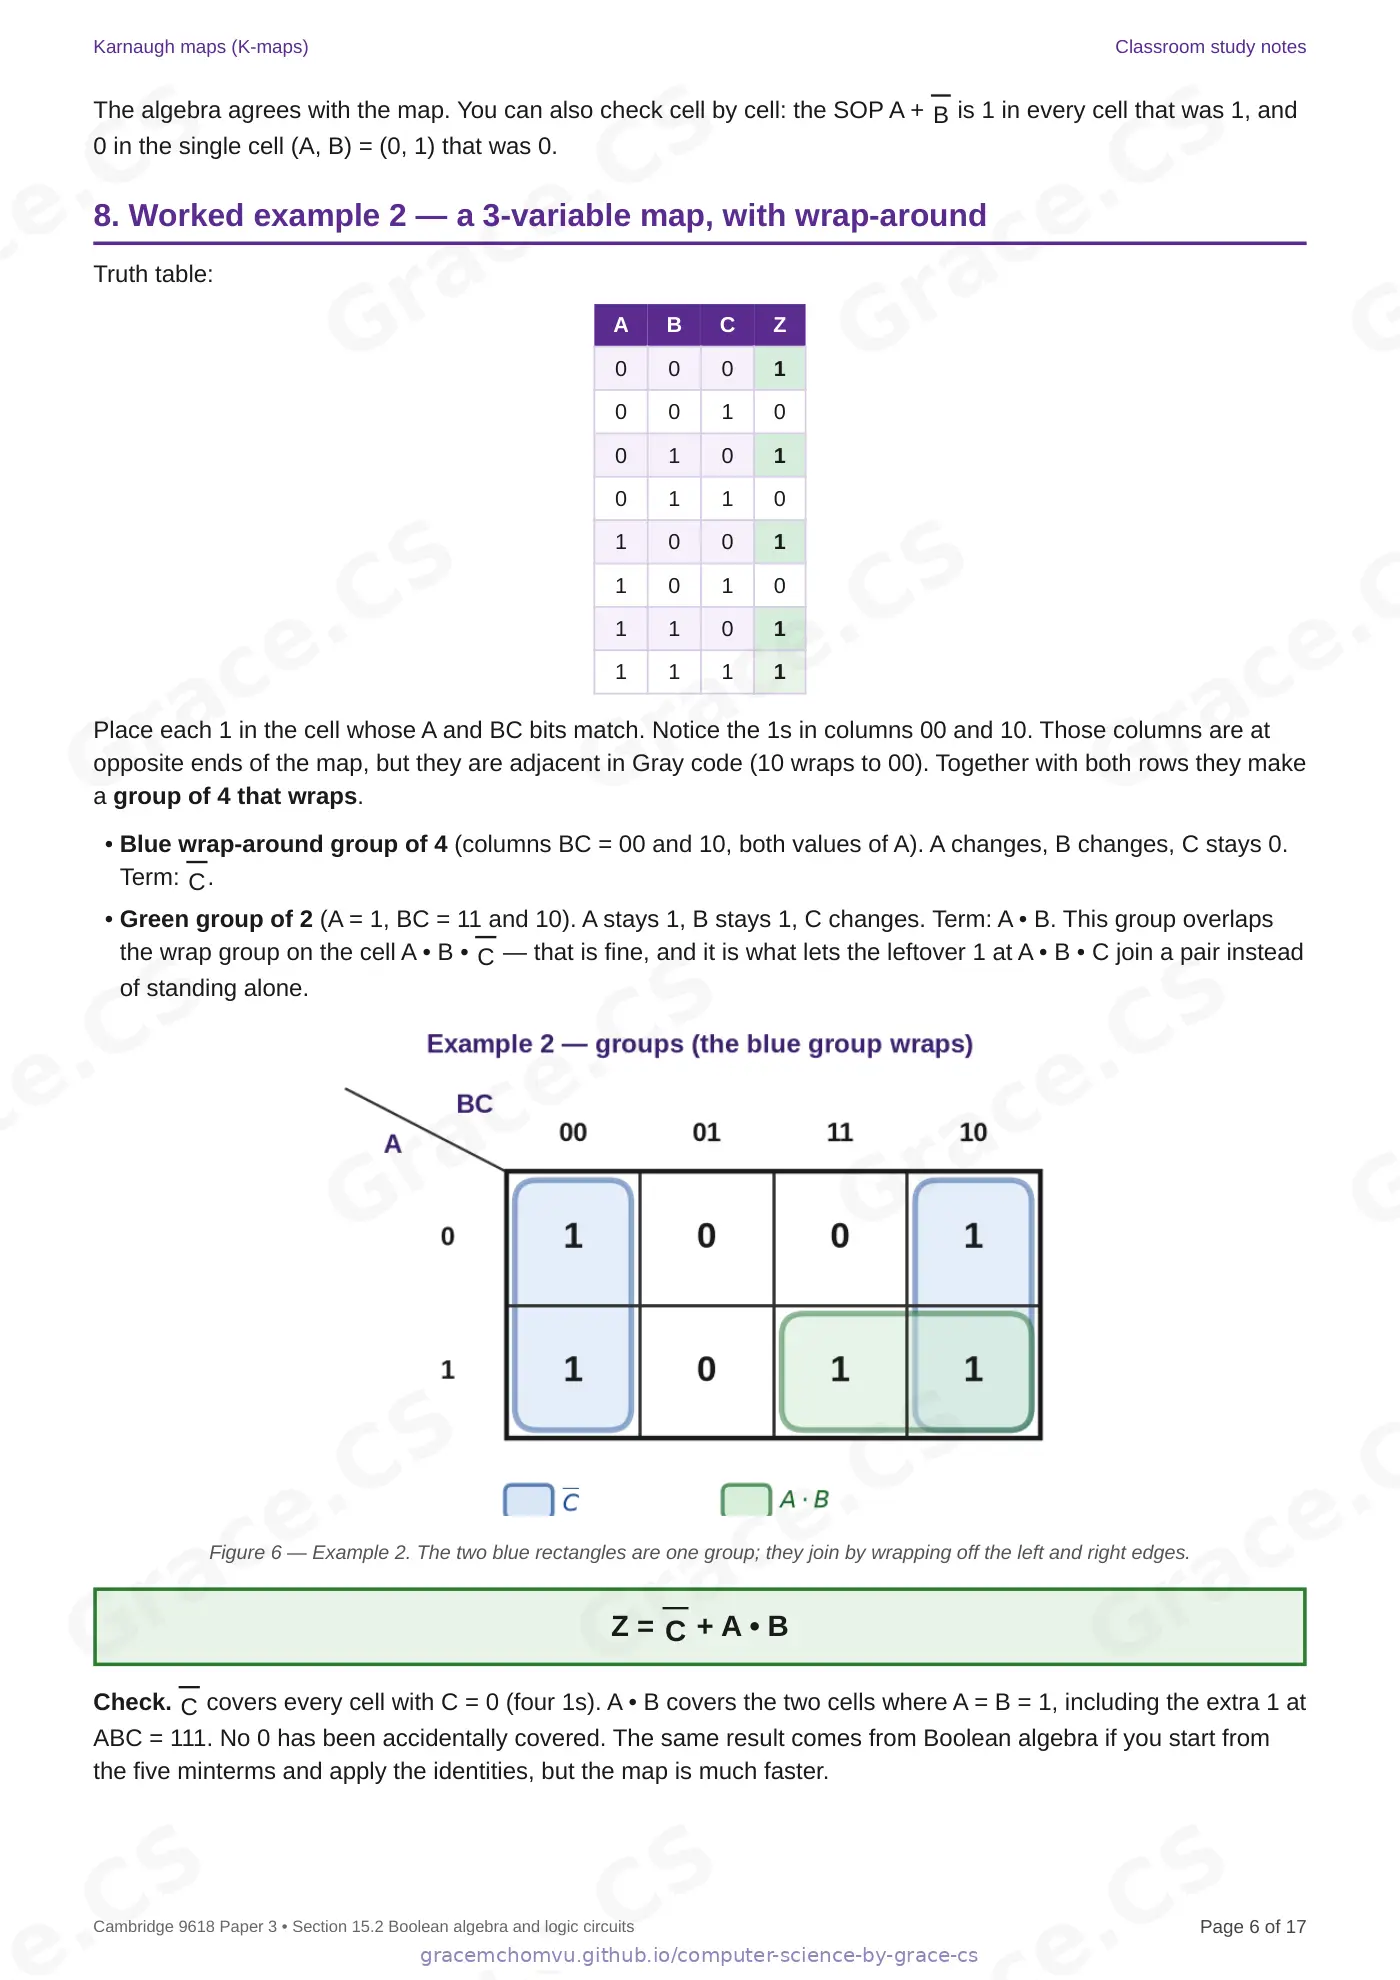 Karnaugh maps (K-maps) Classroom study notes
The algebra agrees with the map. You can also check cell by cell: the SOP A + B̅ is 1 in every cell that was 1, and
0 in the single cell (A, B) = (0, 1) that was 0.
8. Worked example 2 — a 3-variable map, with wrap-around
Truth table:
A B C Z
0 0 0 1
0 0 1 0
0 1 0 1
0 1 1 0
1 0 0 1
1 0 1 0
1 1 0 1
1 1 1 1
Place each 1 in the cell whose A and BC bits match. Notice the 1s in columns 00 and 10. Those columns are at
opposite ends of the map, but they are adjacent in Gray code (10 wraps to 00). Together with both rows they make
a group of 4 that wraps.
• Blue wrap-around group of 4 (columns BC = 00 and 10, both values of A). A changes, B changes, C stays 0.
Term: C̅.
• Green group of 2 (A = 1, BC = 11 and 10). A stays 1, B stays 1, C changes. Term: A • B. This group overlaps
the wrap group on the cell A • B • C̅ — that is fine, and it is what lets the leftover 1 at A • B • C join a pair instead
of standing alone.
Example 2 — groups (the blue group wraps)
BC
A
00 01 11 10
0 1 0 0 1
1 1 0 1 1
C̅ A · B
Figure 6 — Example 2. The two blue rectangles are one group; they join by wrapping off the left and right edges.
Z = C̅ + A • B
Check. C̅ covers every cell with C = 0 (four 1s). A • B covers the two cells where A = B = 1, including the extra 1 at
ABC = 111. No 0 has been accidentally covered. The same result comes from Boolean algebra if you start from
the five minterms and apply the identities, but the map is much faster.
Cambridge 9618 Paper 3 • Section 15.2 Boolean algebra and logic circuits Page 6 of 17
gracemchomvu.github.io/computer-science-by-grace-cs
Grace.CS